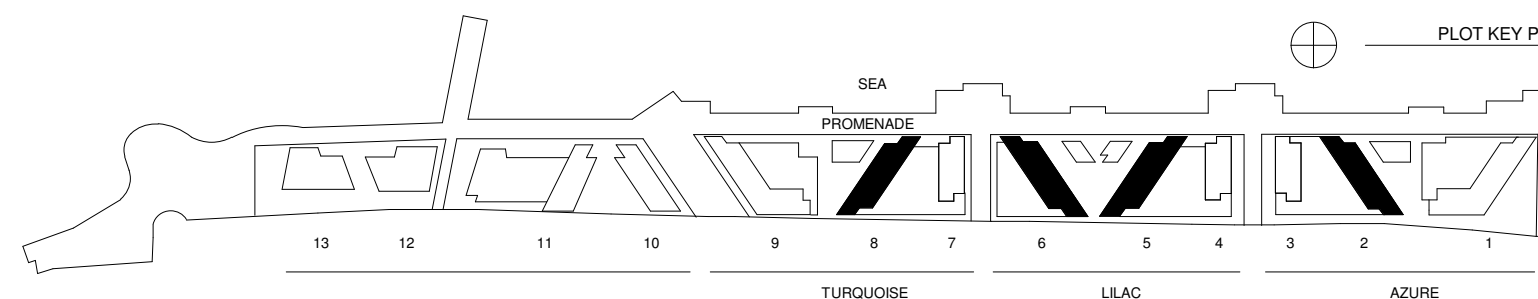 PLOT KEY P
SEA
PROMENADE
13 12 11 10 9 8 7 6 5 4 3 2 1
TURQUOISE LILAC AZURE